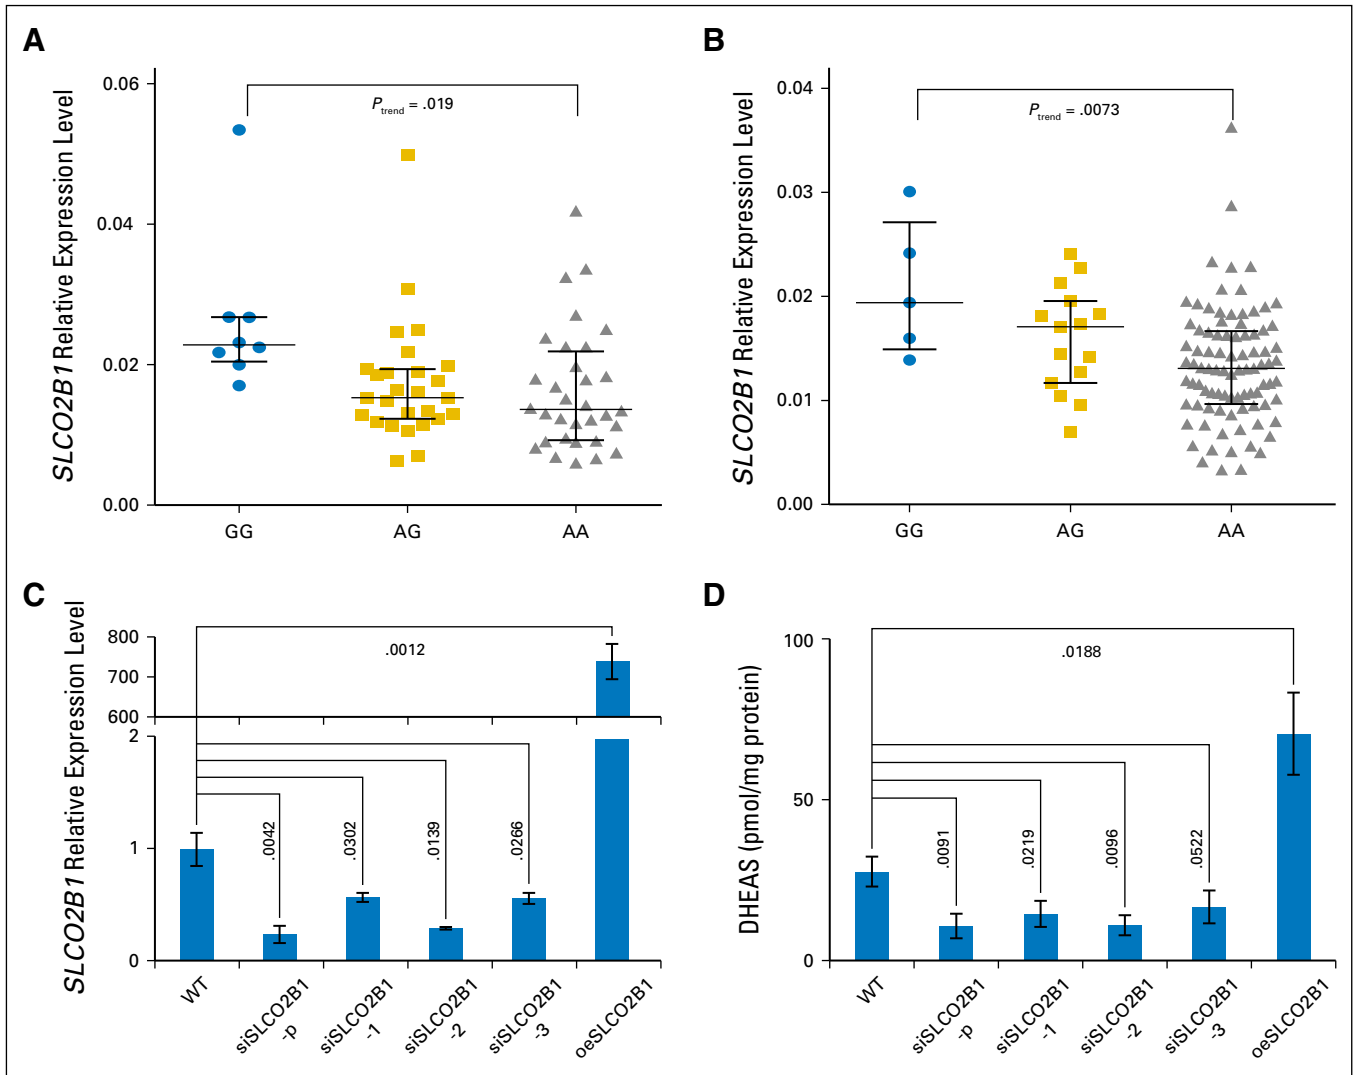 A
SLCO2B1 Relative Expression Level
0.06
0.04
0.02
0.00
Ptrend = .019
GG
AG
AA
B
SLCO2B1 Relative Expression Level
0.04
0.03
0.02
0.01
0.00
Ptrend = .0073
GG
AG
AA
C
SLCO2B1 Relative Expression Level
800
700
600
2
1
0
.0012
.0042
.0302
.0139
.0266
WT
siSLCO2B1
-p
siSLCO2B1
-1
siSLCO2B1
-2
siSLCO2B1
-3
oeSLCO2B1
D
DHEAS (pmol/mg protein)
100
50
0
.0188
.0091
.0219
.0096
.0522
WT
siSLCO2B1
-p
siSLCO2B1
-1
siSLCO2B1
-2
siSLCO2B1
-3
oeSLCO2B1